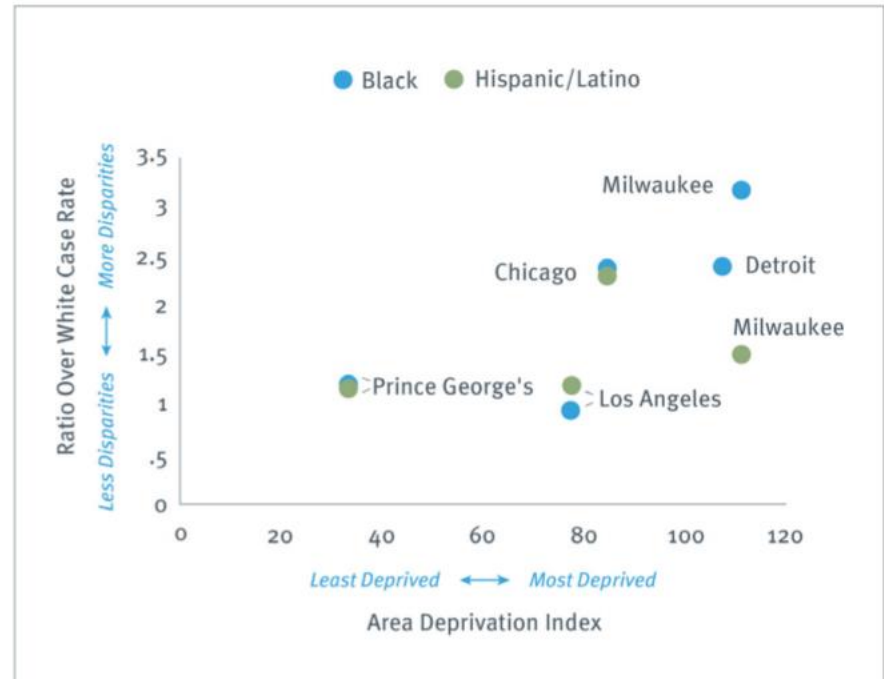 Black
Hispanic/Latino
Ratio Over White Case Rate
Less Disparities
More Disparities
3.5
3
2.5
2
1.5
1
.5
0
Milwaukee
Chicago
Detroit
Milwaukee
Prince George's
Los Angeles
0 20 40 60 80 100 120
Least Deprived Most Deprived
Area Deprivation Index